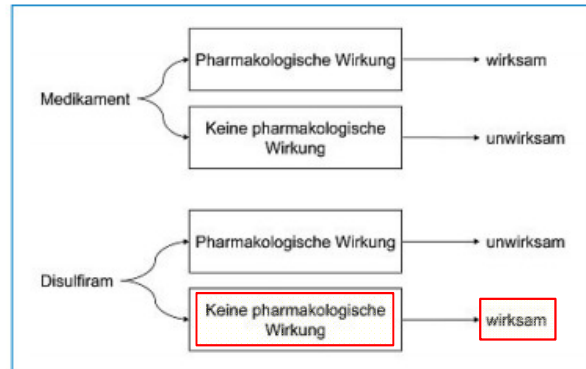 Pharmakologische Wirkung
wirksam
Medikament
Keine pharmakologische
Wirkung
unwirksam
Pharmakologische Wirkung
unwirksam
Disulfiram
Keine pharmakologische
Wirkung
wirksam